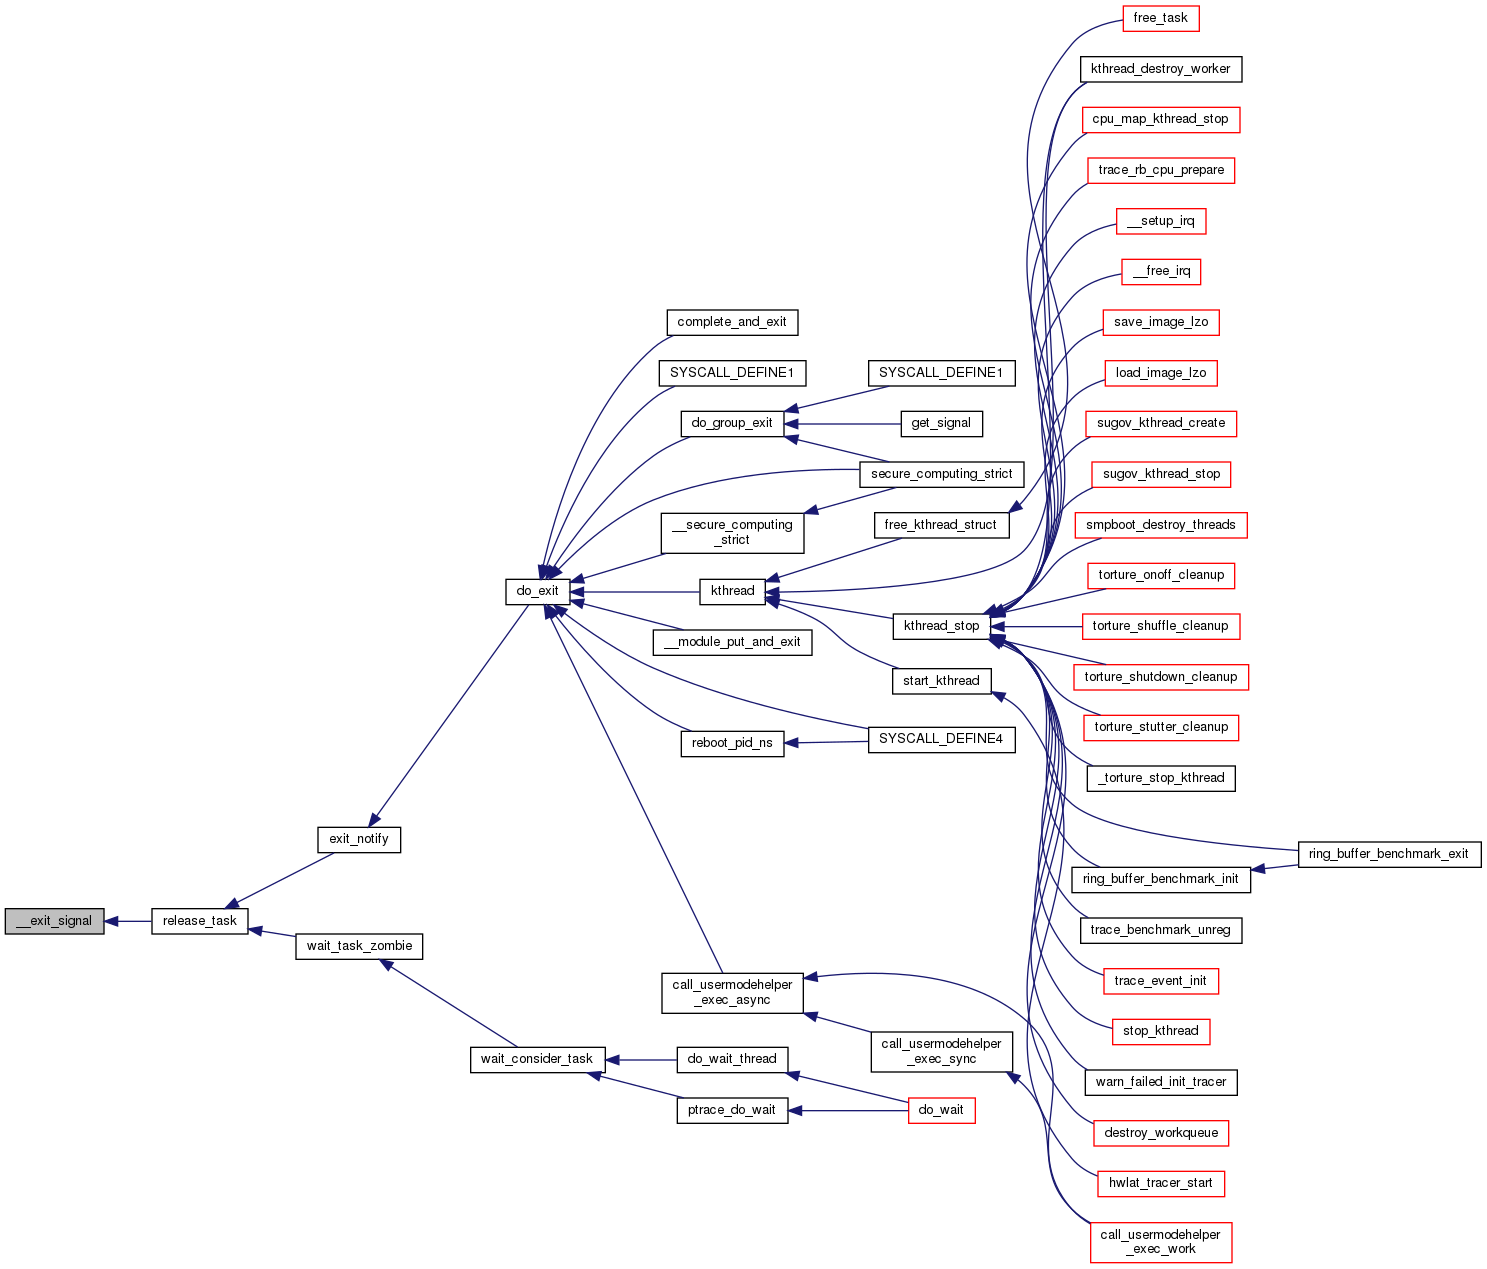 free_task
kthread_destroy_worker
cpu_map_kthread_stop
trace_rb_cpu_prepare
__setup_irq
__free_irq
complete_and_exit
save_image_lzo
SYSCALL_DEFINE1
SYSCALL_DEFINE1
load_image_lzo
do_group_exit
get_signal
sugov_kthread_create
secure_computing_strict
sugov_kthread_stop
__secure_computing
_strict
free_kthread_struct
smpboot_destroy_threads
do_exit
kthread
torture_onoff_cleanup
kthread_stop
torture_shuffle_cleanup
__module_put_and_exit
start_kthread
torture_shutdown_cleanup
reboot_pid_ns
SYSCALL_DEFINE4
torture_stutter_cleanup
_torture_stop_kthread
exit_notify
ring_buffer_benchmark_exit
ring_buffer_benchmark_init
__exit_signal
release_task
trace_benchmark_unreg
wait_task_zombie
call_usermodehelper
_exec_async
trace_event_init
stop_kthread
call_usermodehelper
_exec_sync
wait_consider_task
do_wait_thread
warn_failed_init_tracer
ptrace_do_wait
do_wait
destroy_workqueue
hwlat_tracer_start
call_usermodehelper
_exec_work